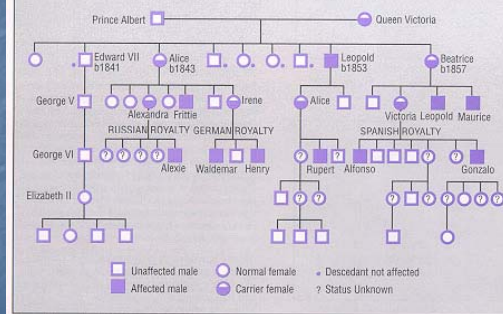 Prince Albert Queen Victoria
Edward VII
b1841
Alice
b1843
Leopold
b1853
Beatrice
b1857
George V
Alexandra Frittie
Irene
Alice
Victoria Leopold Maurice
RUSSIAN ROYALTY GERMAN ROYALTY SPANISH ROYALTY
George VI ? ? ? ? ? ? ? ?
Alexie Waldemar Henry Rupert Alfonso Gonzalo
Elizabeth II ? ? ? ? ? ? ? ? ?
Unaffected male Normal female Descedant not affected
Affected male Carrier female ? Status Unknown